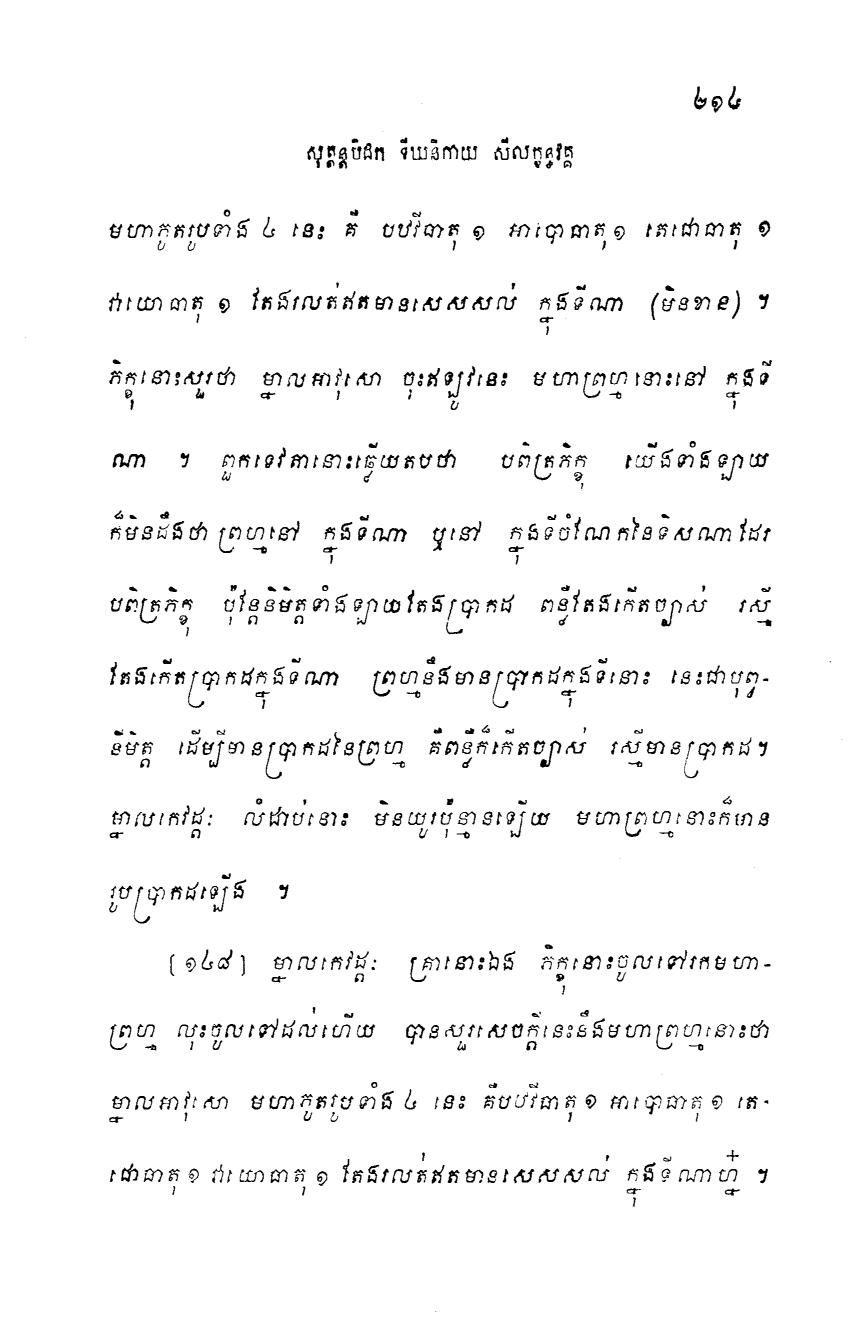 ២១៤
សុត្តន្តបិដក ទីឃនិកាយ សីលក្ខន្ធវគ្គ
មហាភូតរូបទាំង ៤ នេះ គឺ បឋវីធាតុ ១ អាបោធាតុ ១ តេជោធាតុ ១
វាយោធាតុ ១ តែងរលត់ឥតមានសេសសល់ ក្នុងទីណា (មិនខាន) ។
ភិក្ខុនោះសួរថា ម្នាលអាវុសោ ចុះឥឡូវនេះ មហាព្រហ្មនោះនៅ ក្នុងទី
ណា ។ ពួកទេវតានោះឆ្លើយតបថា បពិត្រភិក្ខុ យើងទាំងឡាយ
ក៏មិនដឹងថា ព្រហ្មនៅ ក្នុងទីណា ឬនៅ ក្នុងទីចំណែកនៃទិសណាដែរ
បពិត្រភិក្ខុ ប៉ុន្តែនិមិត្តទាំងឡាយតែងប្រាកដ ពន្លឺតែងកើតច្បាស់ រស្មី
តែងកើតប្រាកដក្នុងទីណា ព្រហ្មនឹងមានប្រាកដក្នុងទីនោះ នេះជាបុព្វ-
និមិត្ត ដើម្បីមានប្រាកដនៃព្រហ្ម គឺពន្លឺក៏កើតច្បាស់ រស្មីមានប្រាកដ។
ម្នាលកេវដ្ដៈ លំដាប់នោះ មិនយូរប៉ុន្មានឡើយ មហាព្រហ្មនោះក៏មាន
រូបប្រាកដឡើង ។
[១៤៨] ម្នាលកេវដ្ដៈ គ្រានោះឯង ភិក្ខុនោះចូលទៅរកមហា-
ព្រហ្ម លុះចូលទៅដល់ហើយ បានសួរសេចក្តីនេះនឹងមហាព្រហ្មនោះថា
ម្នាលអាវុសោ មហាភូតរូបទាំង ៤ នេះ គឺបឋវីធាតុ ១ អាបោធាតុ ១ តេ-
ជោធាតុ ១ វាយោធាតុ ១ តែងរលត់ឥតមានសេសសល់ ក្នុងទីណាហ្ន៎ ។